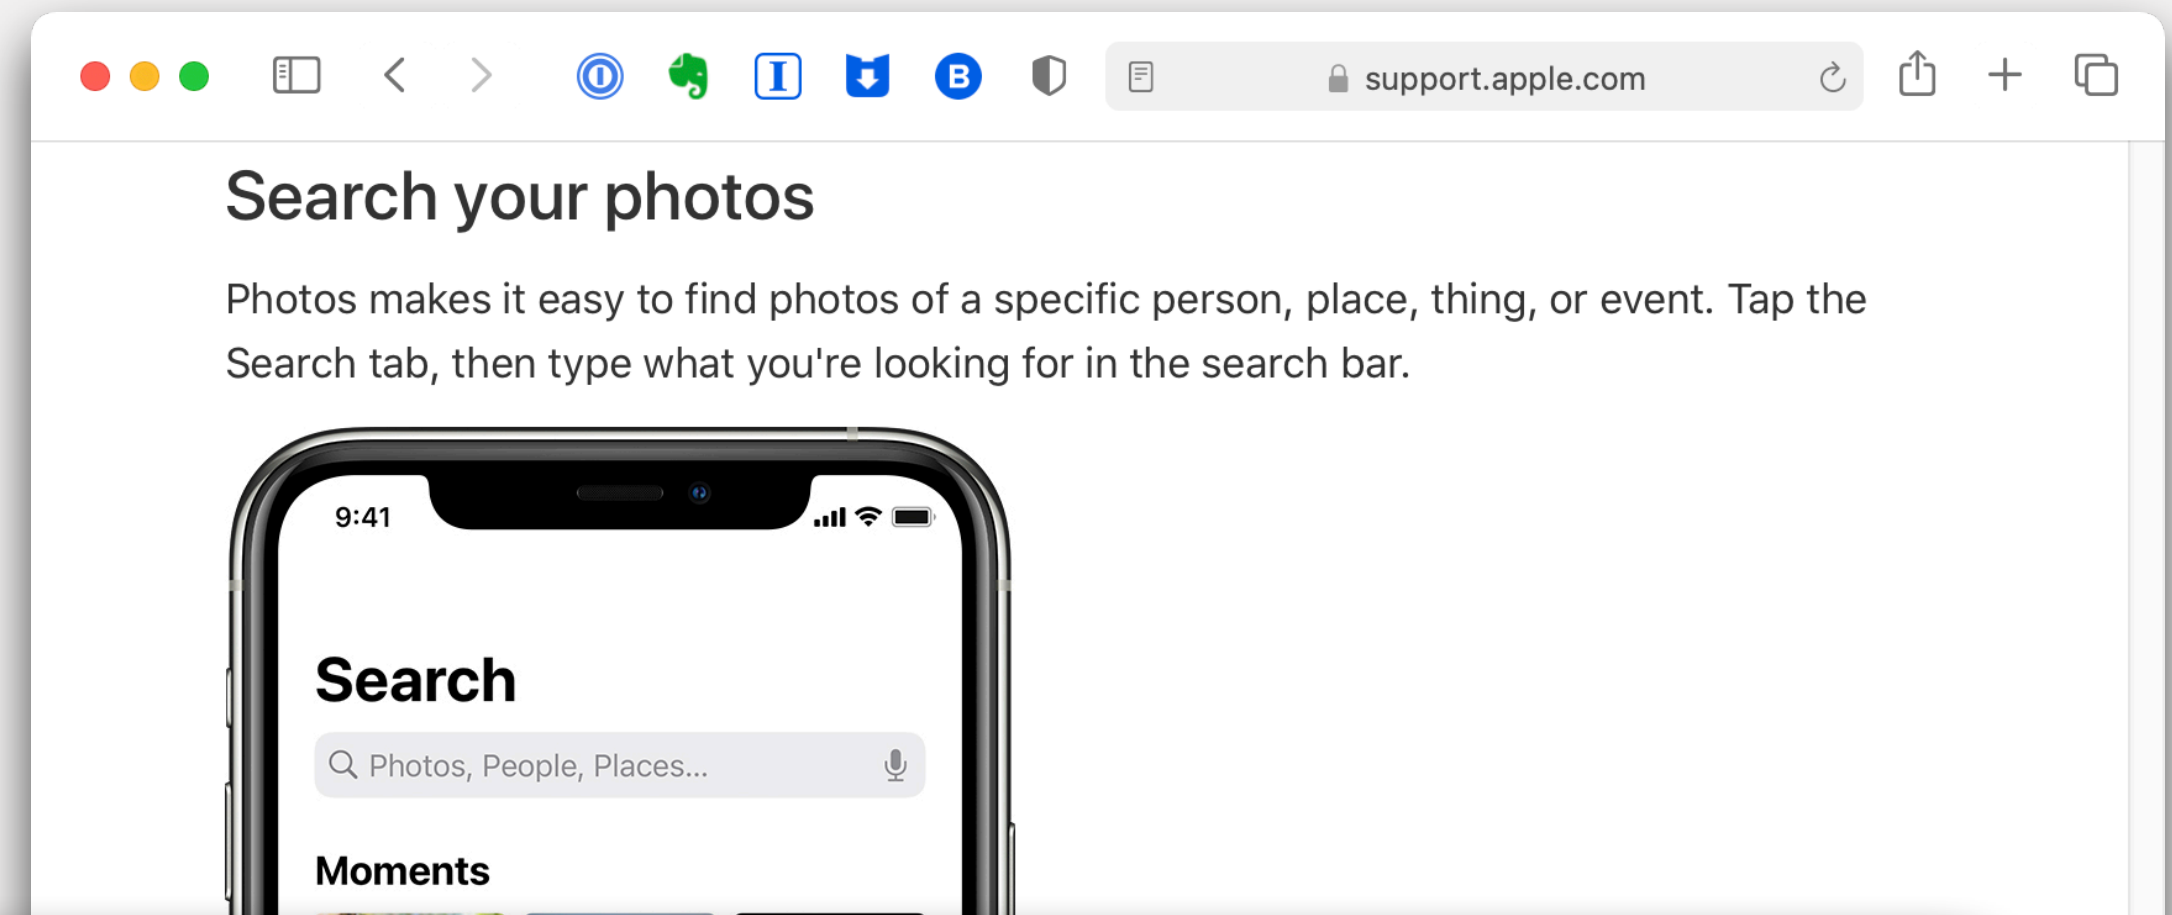 support.apple.com
Search your photos
Photos makes it easy to find photos of a specific person, place, thing, or event. Tap the
Search tab, then type what you're looking for in the search bar.
9:41
Search
Photos, People, Places...
Moments